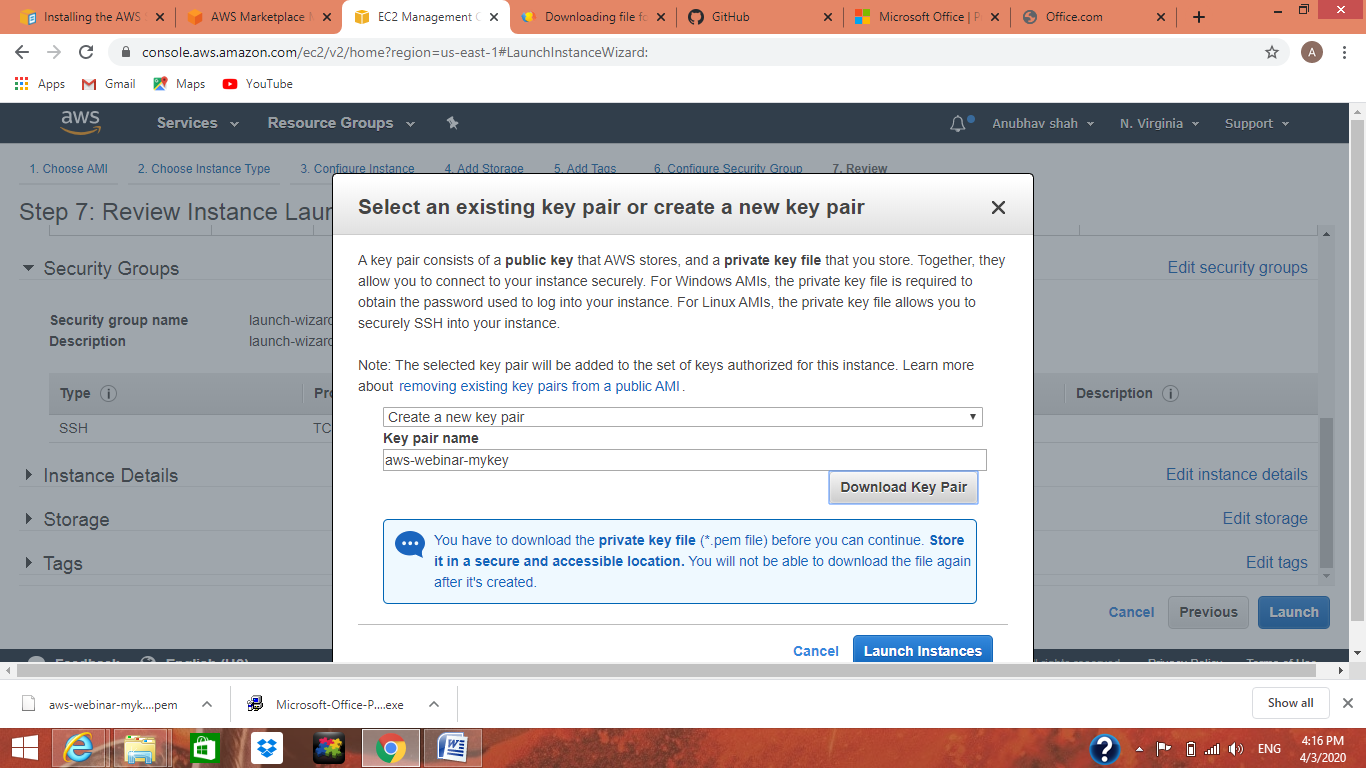 Installing the AWS
AWS Marketplace
EC2 Management C
Downloading file fo
GitHub
Microsoft Office | P
Office.com
console.aws.amazon.com/ec2/v2/home?region=us-east-1#LaunchInstanceWizard:
A
Apps
Gmail
Maps
YouTube
aws
Services
Resource Groups
Anubhav shah
N. Virginia
Support
1. Choose AMI
2. Choose Instance Type
3. Configure Instance
4. Add Storage
5. Add Tags
6. Configure Security Group
7. Review
Step 7: Review Instance Laun
Select an existing key pair or create a new key pair
A key pair consists of a public key that AWS stores, and a private key file that you store. Together, they
allow you to connect to your instance securely. For Windows AMIs, the private key file is required to
obtain the password used to log into your instance. For Linux AMIs, the private key file allows you to
securely SSH into your instance.
Note: The selected key pair will be added to the set of keys authorized for this instance. Learn more
about removing existing key pairs from a public AMI .
Create a new key pair
Key pair name
aws-webinar-mykey
Download Key Pair
You have to download the private key file (*.pem file) before you can continue. Store
it in a secure and accessible location. You will not be able to download the file again
after it's created.
Cancel
Launch Instances
Security Groups
Edit security groups
Security group name
launch-wizard
Description
launch-wizard
Type
Pro
Description
SSH
TC
Instance Details
Edit instance details
Storage
Edit storage
Tags
Edit tags
Cancel
Previous
Launch
Feedback
English (US)
Privacy Policy
Terms of Use
aws-webinar-myk....pem
Microsoft-Office-P....exe
Show all
ENG
4:16 PM
4/3/2020